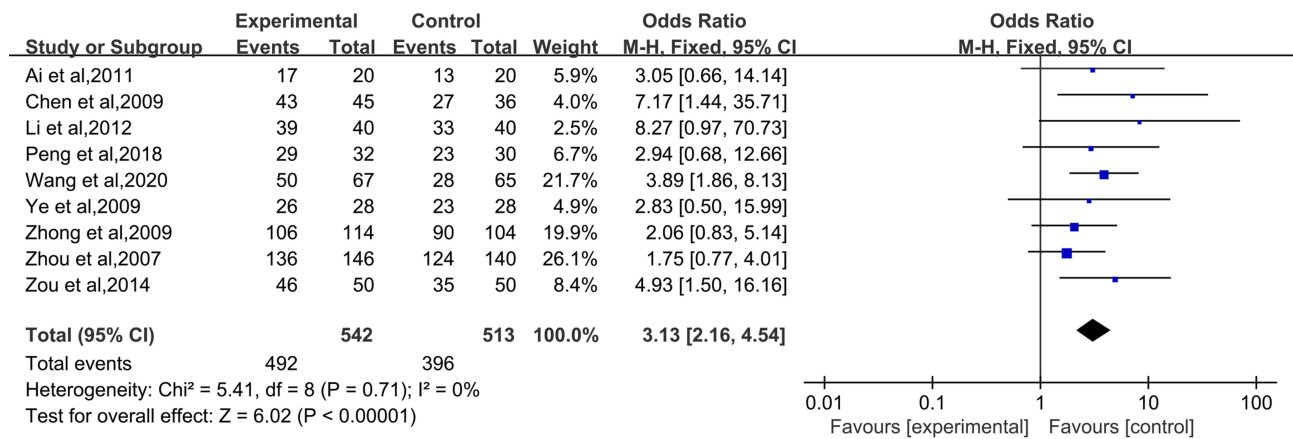 Experimental Control Odds Ratio Odds Ratio
Study or Subgroup Events Total Events Total Weight M-H, Fixed, 95% CI M-H, Fixed, 95% CI
Ai et al,2011 17 20 13 20 5.9% 3.05 [0.66, 14.14]
Chen et al,2009 43 45 27 36 4.0% 7.17 [1.44, 35.71]
Li et al,2012 39 40 33 40 2.5% 8.27 [0.97, 70.73]
Peng et al,2018 29 32 23 30 6.7% 2.94 [0.68, 12.66]
Wang et al,2020 50 67 28 65 21.7% 3.89 [1.86, 8.13]
Ye et al,2009 26 28 23 28 4.9% 2.83 [0.50, 15.99]
Zhong et al,2009 106 114 90 104 19.9% 2.06 [0.83, 5.14]
Zhou et al,2007 136 146 124 140 26.1% 1.75 [0.77, 4.01]
Zou et al,2014 46 50 35 50 8.4% 4.93 [1.50, 16.16]
Total (95% CI) 542 513 100.0% 3.13 [2.16, 4.54]
Total events 492 396
Heterogeneity: Chi² = 5.41, df = 8 (P = 0.71); I² = 0%
Test for overall effect: Z = 6.02 (P < 0.00001)
0.01 0.1 1 10 100
Favours [experimental] Favours [control]